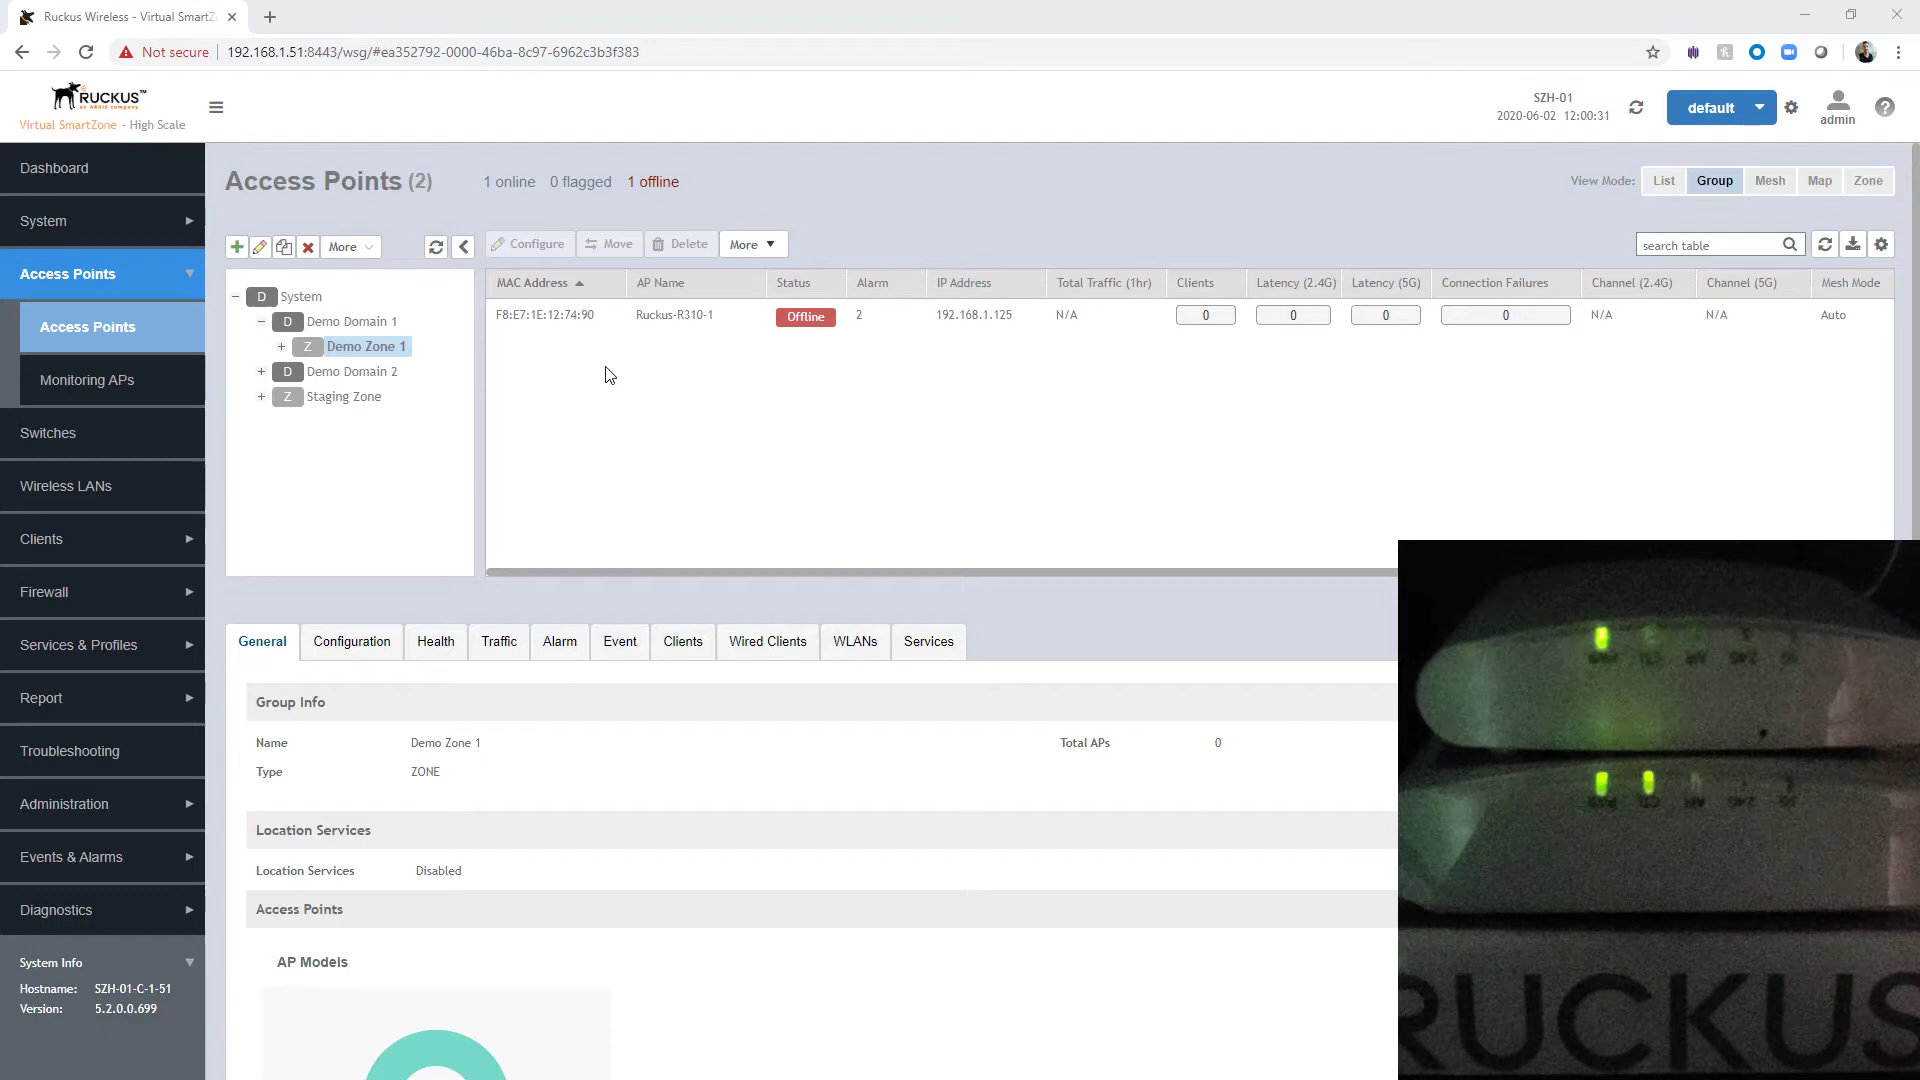 Ruckus Wireless - Virtual SmartZ
Not secure
192.168.1.51:8443/wsg/#ea352792-0000-46ba-8c97-6962c3b3f383
RUCKUS™
an ARRIS company
Virtual SmartZone - High Scale
SZH-01
2020-06-02 12:00:31
default
admin
Dashboard
System
Access Points
Access Points
Monitoring APs
Switches
Wireless LANs
Clients
Firewall
Services & Profiles
Report
Troubleshooting
Administration
Events & Alarms
Diagnostics
System Info
Hostname: SZH-01-C-1-51
Version: 5.2.0.0.699
Access Points (2)
1 online 0 flagged 1 offline
View Mode: List Group Mesh Map Zone
More
Configure Move Delete More
search table
D System
D Demo Domain 1
Z Demo Zone 1
D Demo Domain 2
Z Staging Zone
MAC Address AP Name Status Alarm IP Address Total Traffic (1hr) Clients Latency (2.4G) Latency (5G) Connection Failures Channel (2.4G) Channel (5G) Mesh Mode
F8:E7:1E:12:74:90 Ruckus-R310-1 Offline 2 192.168.1.125 N/A 0 0 0 0 N/A N/A Auto
General Configuration Health Traffic Alarm Event Clients Wired Clients WLANs Services
Group Info
Name Demo Zone 1 Total APs 0
Type ZONE
Location Services
Location Services Disabled
Access Points
AP Models
RUCKUS